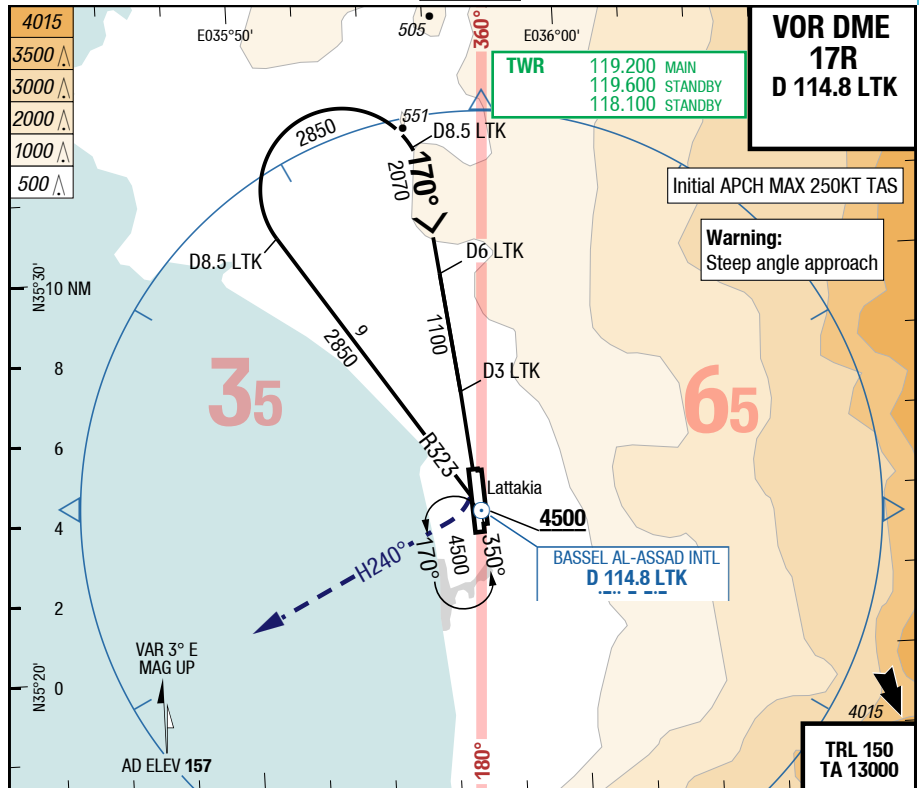 4015
3500
3000
2000
1000
500
E035°50'
505
360°
E036°00'
TWR 119.200 MAIN
119.600 STANDBY
118.100 STANDBY
VOR DME
17R
D 114.8 LTK
2850
551
D8.5 LTK
170°
2070
Initial APCH MAX 250KT TAS
Warning:
Steep angle approach
D8.5 LTK
D6 LTK
N35°30'
10 NM
9
2850
1100
8
D3 LTK
35
65
6
R323
Lattakia
4
4500
H240°
170°
4500
350°
BASSEL AL-ASSAD INTL
D 114.8 LTK
2
VAR 3° E
MAG UP
N35°20'
0
4015
AD ELEV 157
180°
TRL 150
TA 13000